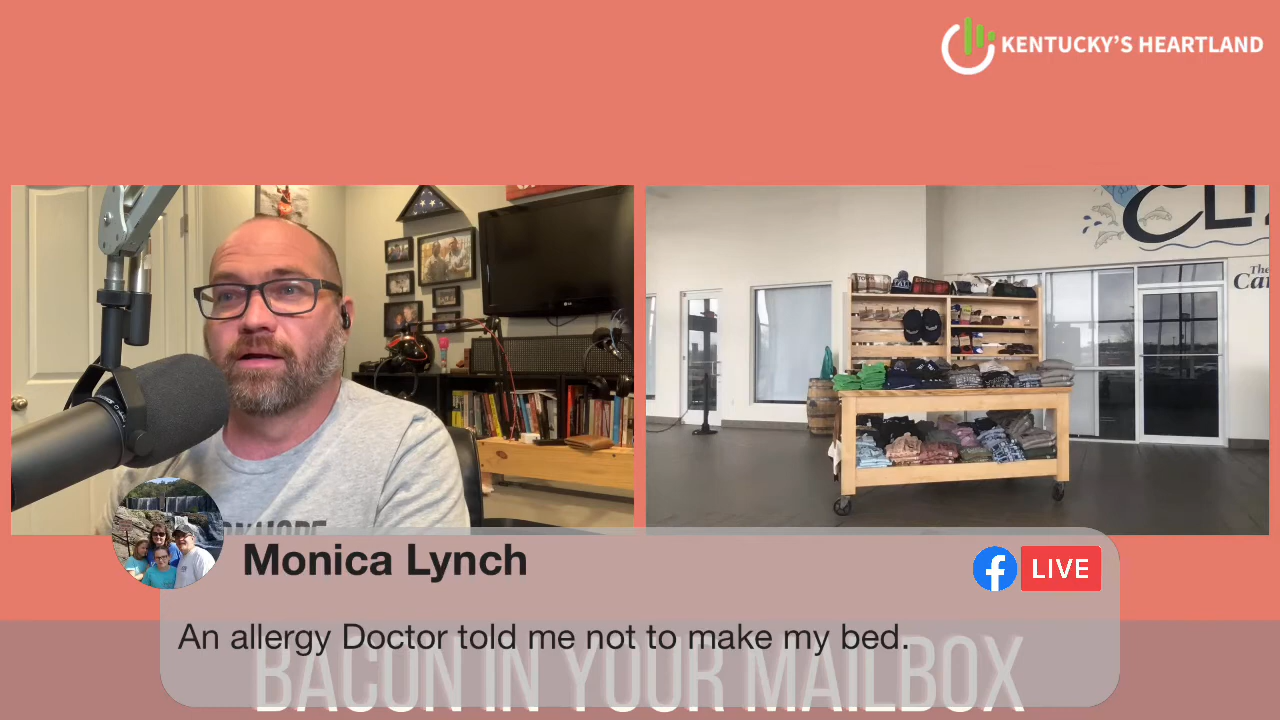 KENTUCKY'S HEARTLAND
The
Monica Lynch
LIVE
An allergy Doctor told me not to make my bed.
BACON IN YOUR MAILBOX